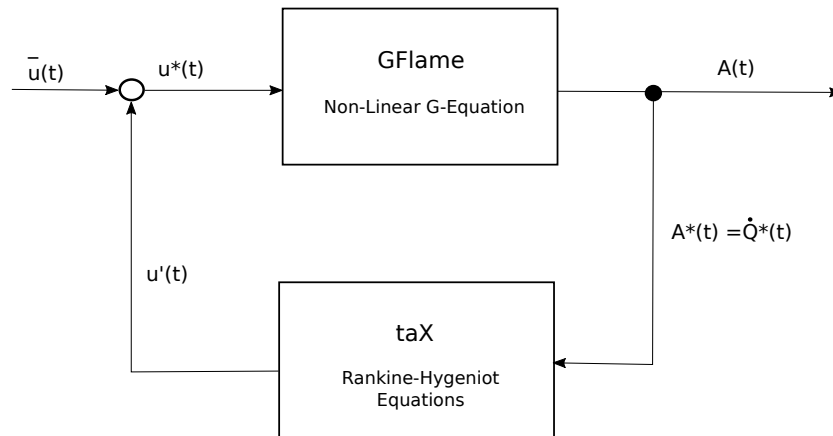 ū(t)
u*(t)
GFlame
Non-Linear G-Equation
A(t)
A*(t) =Q̇*(t)
u'(t)
taX
Rankine-Hygeniot
Equations